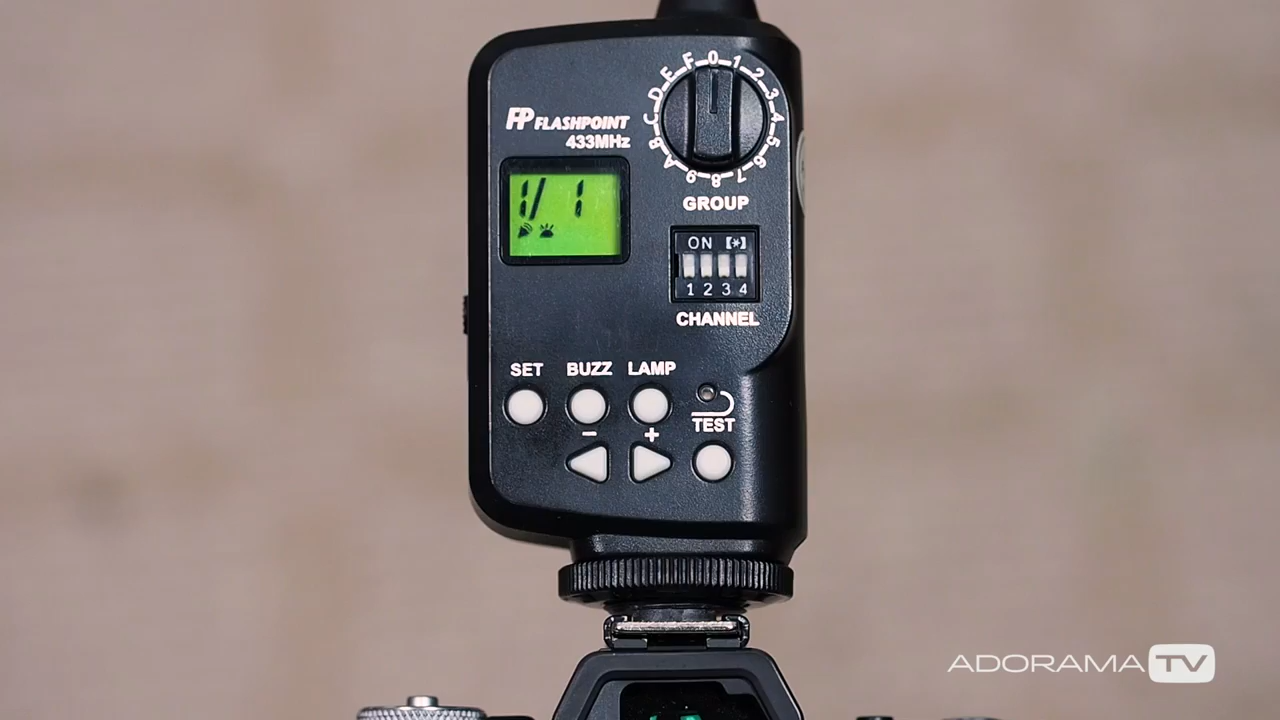 F 0 1 2 3 4 5 6 7 8 9 A B C D E
FP FLASHPOINT
433MHz
GROUP
1/ 1
ON [*]
1 2 3 4
CHANNEL
SET BUZZ LAMP
TEST
- +
ADORAMA TV